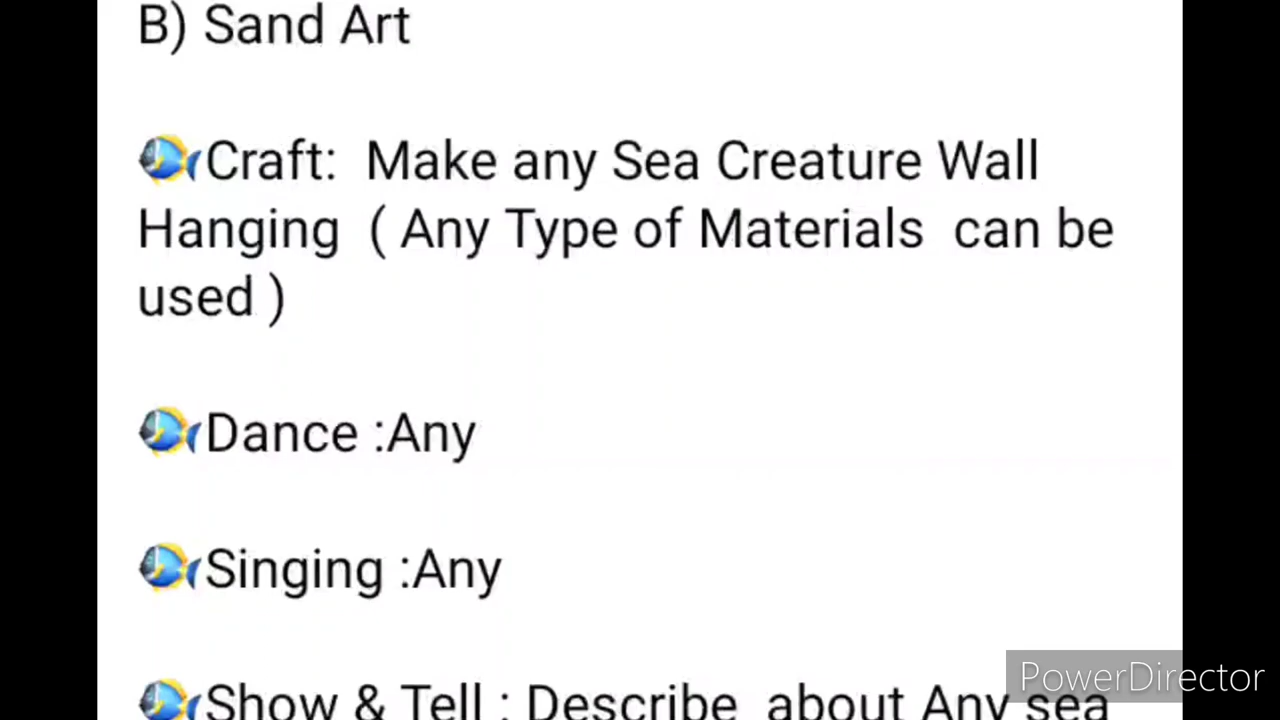 B) Sand Art
🐠Craft:  Make any Sea Creature Wall
Hanging  ( Any Type of Materials  can be
used )
🐠Dance :Any
🐠Singing :Any
🐠Show & Tell : Describe  about Any sea
PowerDirector